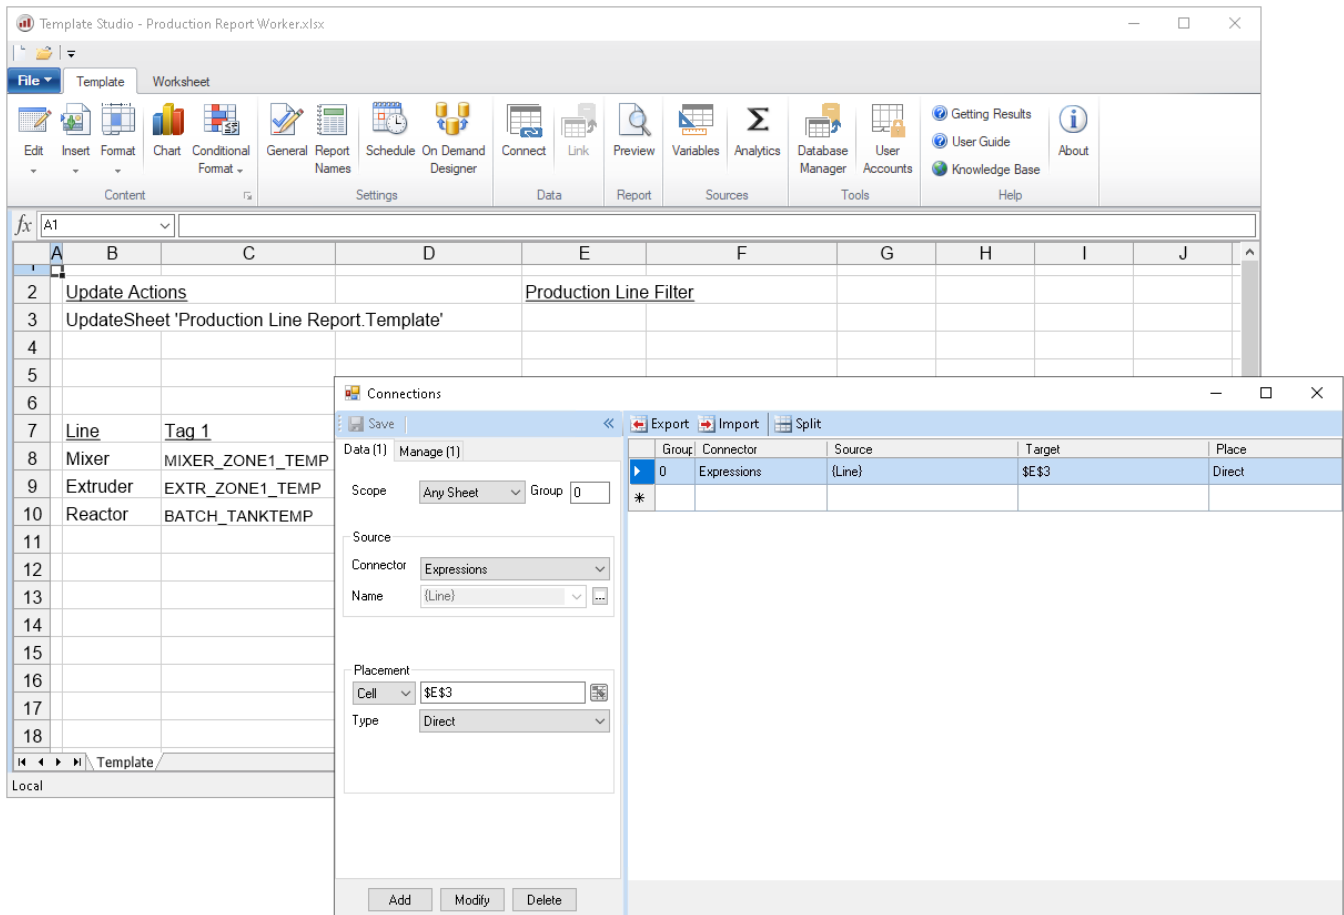 Template Studio - Production Report Worker.xlsx
File Template Worksheet
Edit Insert Format Chart Conditional Format General Report Names Schedule On Demand Designer Connect Link Preview Variables Analytics Database Manager User Accounts
Getting Results
User Guide
Knowledge Base
About
Content Settings Data Report Sources Tools Help
fx A1
A B C D E F G H I J
1
2 Update Actions Production Line Filter
3 UpdateSheet 'Production Line Report.Template'
4
5
6
7 Line Tag 1
8 Mixer MIXER_ZONE1_TEMP
9 Extruder EXTR_ZONE1_TEMP
10 Reactor BATCH_TANKTEMP
11
12
13
14
15
16
17
18
Template
Local
Connections
Save « Export Import Split
Data (1) Manage (1)
Scope Any Sheet Group 0
Source
Connector Expressions
Name {Line} ...
Placement
Cell $E$3
Type Direct
Add Modify Delete
Group Connector Source Target Place
0 Expressions {Line} $E$3 Direct